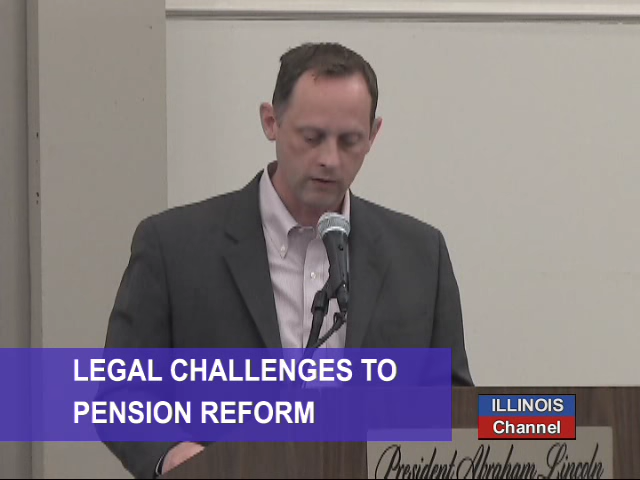 LEGAL CHALLENGES TO
PENSION REFORM
ILLINOIS
Channel
President Abraham Lincoln